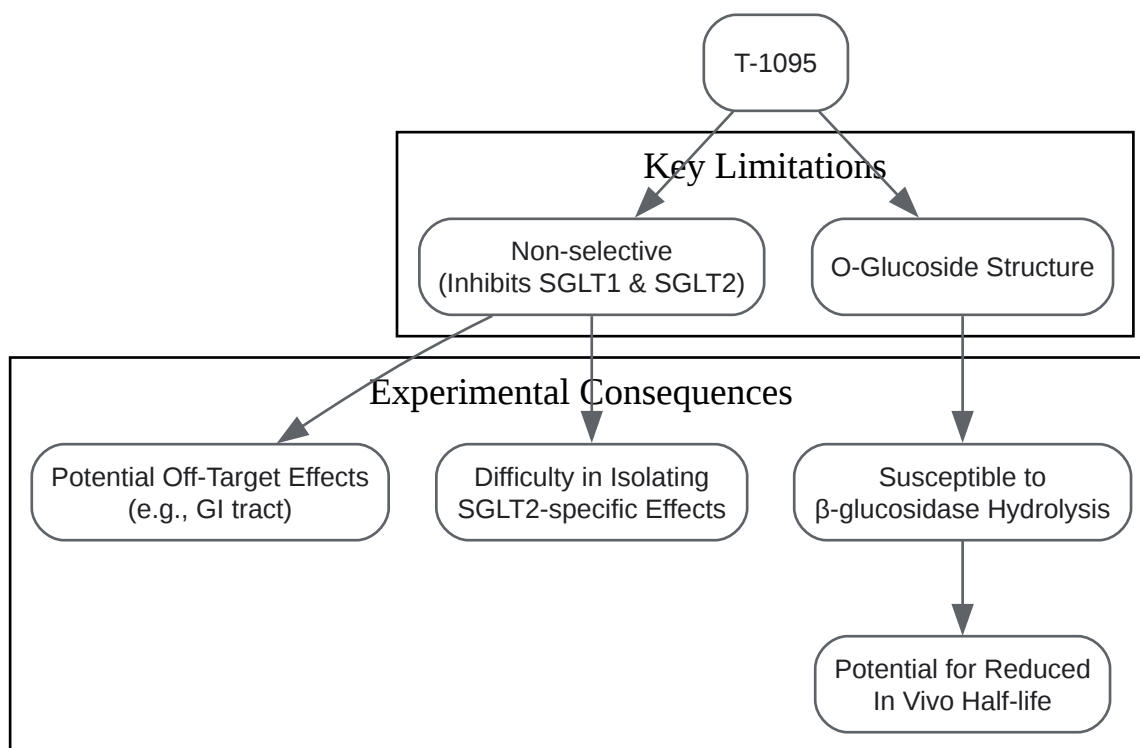 T-1095
Key Limitations
Non-selective
(Inhibits SGLT1 & SGLT2)
O-Glucoside Structure
Experimental Consequences
Potential Off-Target Effects
(e.g., GI tract)
Difficulty in Isolating
SGLT2-specific Effects
Susceptible to
β-glucosidase Hydrolysis
Potential for Reduced
In Vivo Half-life